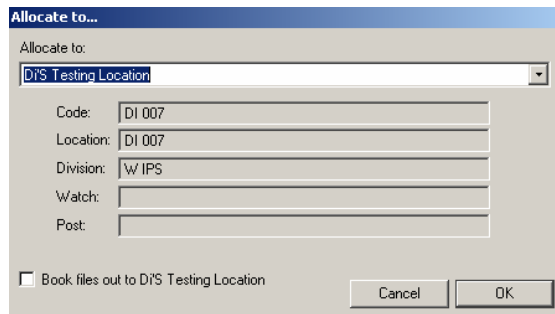 Allocate to...
Allocate to:
Di'S Testing Location
Code: DI 007
Location: DI 007
Division: W IPS
Watch:
Post:
Book files out to Di'S Testing Location
Cancel OK